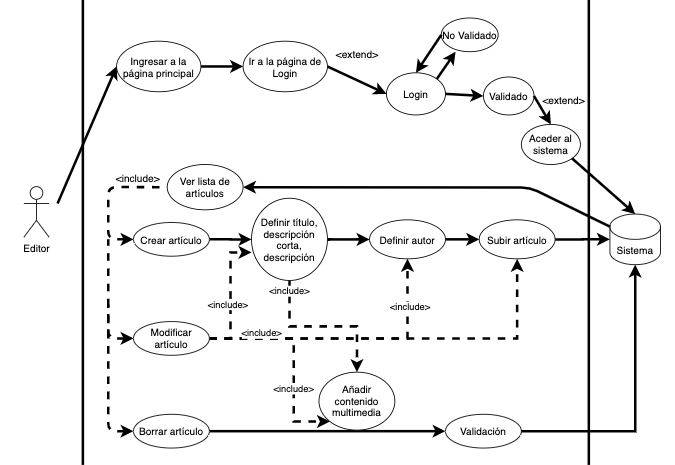 No Validado
Ingresar a la
página principal
Ir a la página de
Login
<extend>
Login
Validado
<extend>
Aceder al
sistema
<include>
Ver lista de
artículos
Editor
Crear artículo
Definir título,
descripción
corta,
descripción
Definir autor
Subir artículo
Sistema
<include>
<include>
<include>
Modificar
artículo
<include>
<include>
Añadir
contenido
multimedia
Borrar artículo
Validación